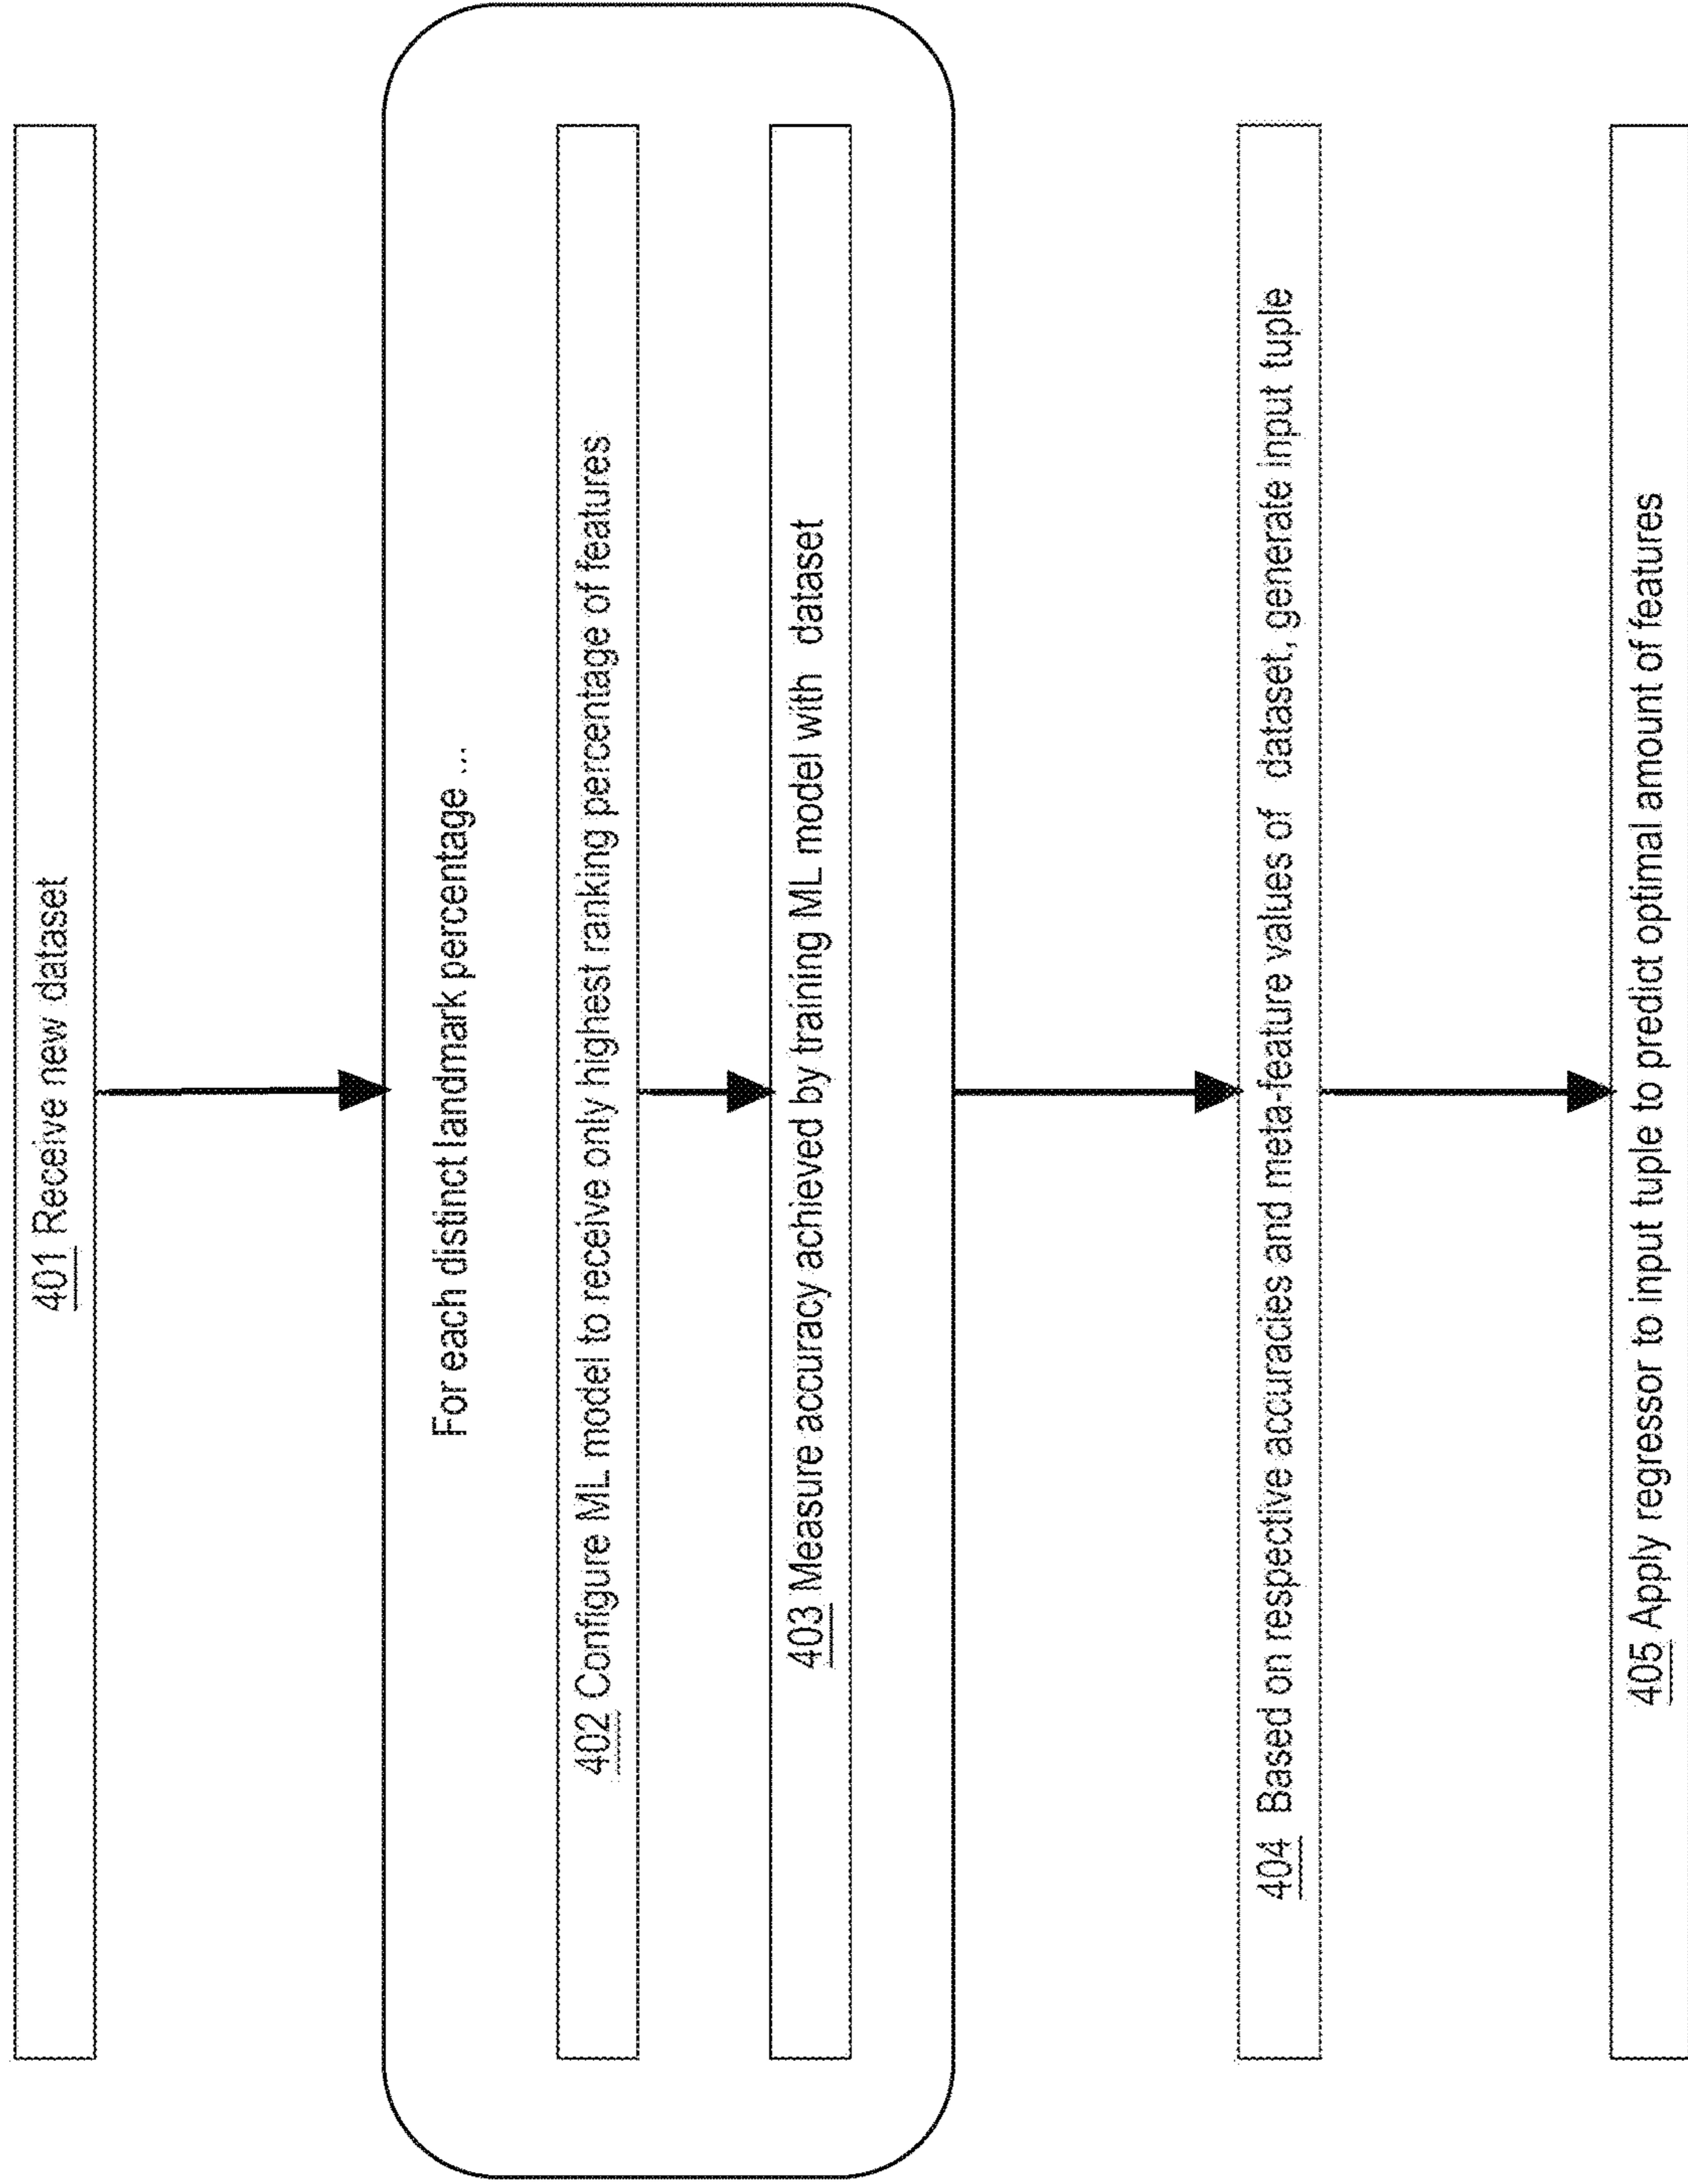 401 Receive new dataset
For each distinct landmark percentage ...
402 Configure ML model to receive only highest ranking percentage of features
403 Measure accuracy achieved by training ML model with dataset
404 Based on respective accuracies and meta-feature values of dataset, generate input tuple
405 Apply regressor to input tuple to predict optimal amount of features